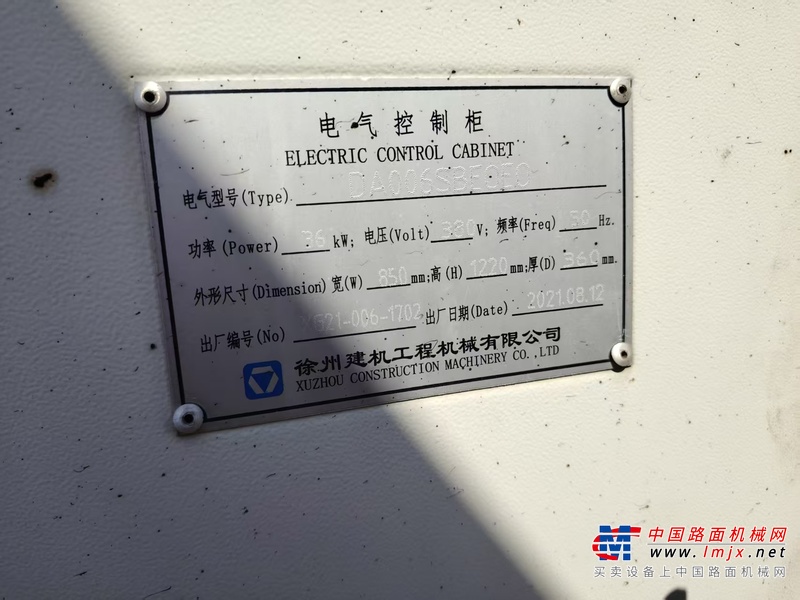 电气控制柜
ELECTRIC CONTROL CABINET
电气型号(Type)
功率(Power) 36 kW; 电压(Volt) 380 V; 频率(Freq) 50 Hz.
外形尺寸(Dimension)宽(W) 850 mm;高(H) 1220 mm;厚(D) 360 mm.
出厂编号(No) 621-006-1702 出厂日期(Date) 2021.08.12
徐州建机工程机械有限公司
XUZHOU CONSTRUCTION MACHINERY CO.,LTD
中国路面机械网
www.lmjx.net
买卖设备上中国路面机械网